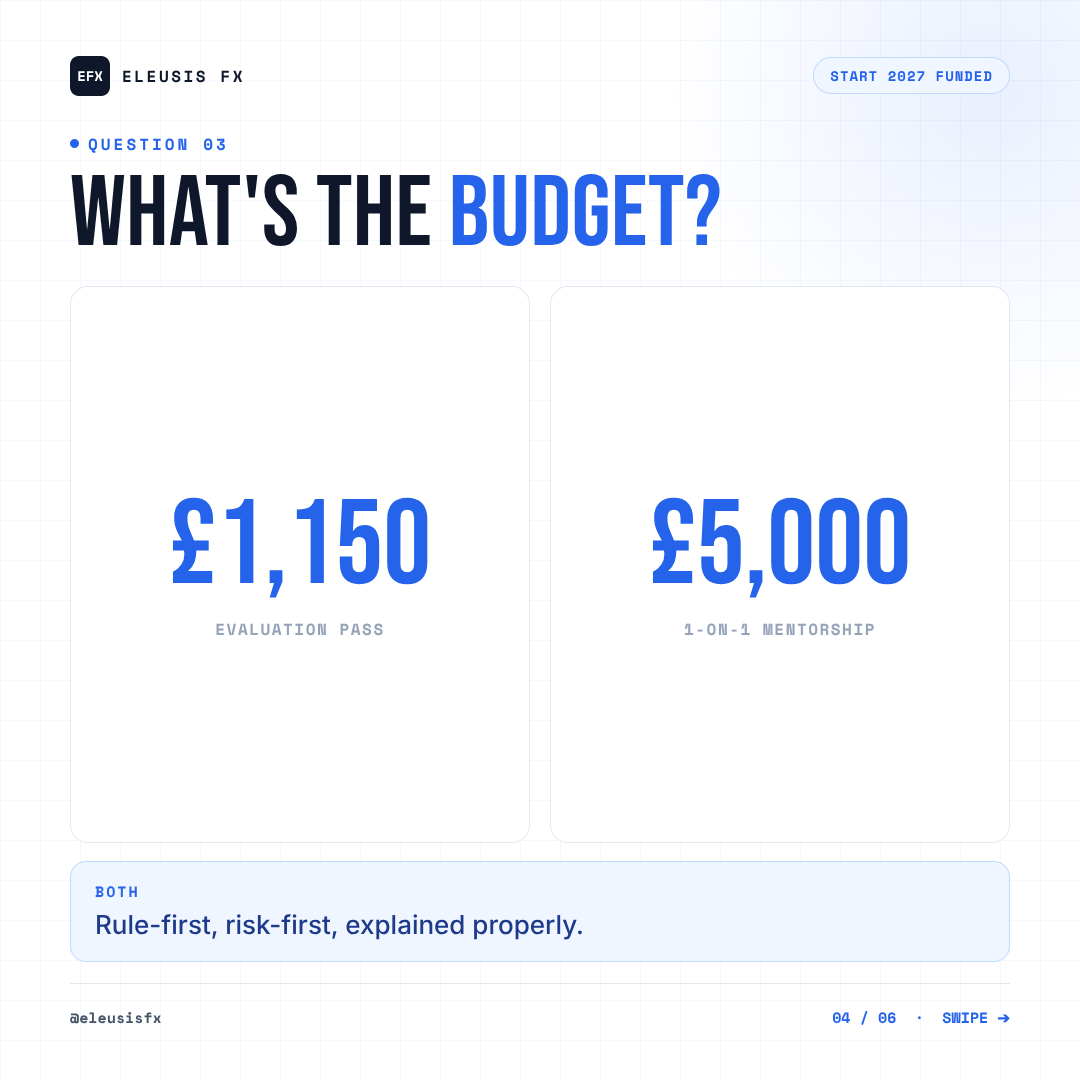 EFX ELEUSIS FX
START 2027 FUNDED
QUESTION 03
WHAT'S THE BUDGET?
£1,150
EVALUATION PASS
£5,000
1-ON-1 MENTORSHIP
BOTH
Rule-first, risk-first, explained properly.
@eleusisfx
04 / 06 · SWIPE ➔